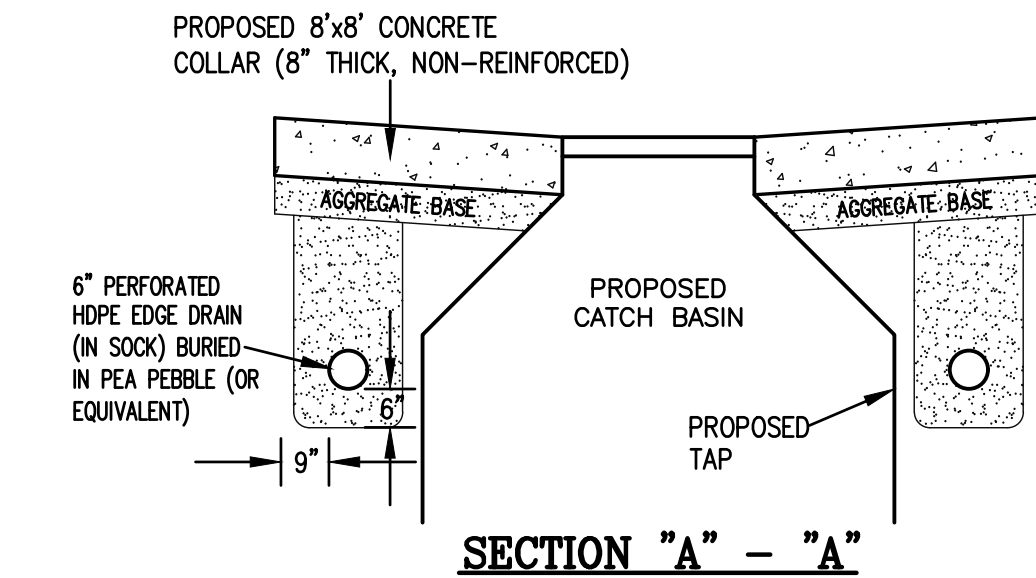 PROPOSED 8'x8' CONCRETE
COLLAR (8" THICK, NON-REINFORCED)
AGGREGATE BASE
AGGREGATE BASE
6" PERFORATED
HDPE EDGE DRAIN
(IN SOCK) BURIED
IN PEA PEBBLE (OR
EQUIVALENT)
PROPOSED
CATCH BASIN
6"
9"
PROPOSED
TAP
SECTION "A" - "A"